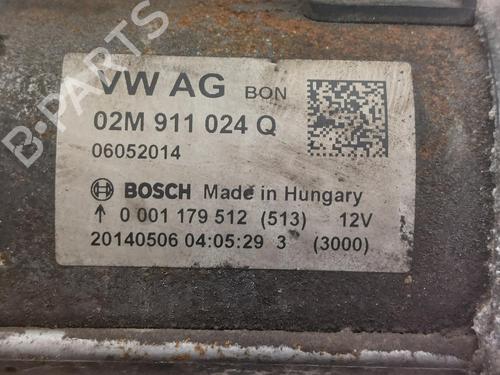 VW AG BON
02M 911 024 Q
06052014
BOSCH Made in Hungary
↑ 0 001 179 512 (513) 12V
20140506 04:05:29 3 (3000)
B-PARTS